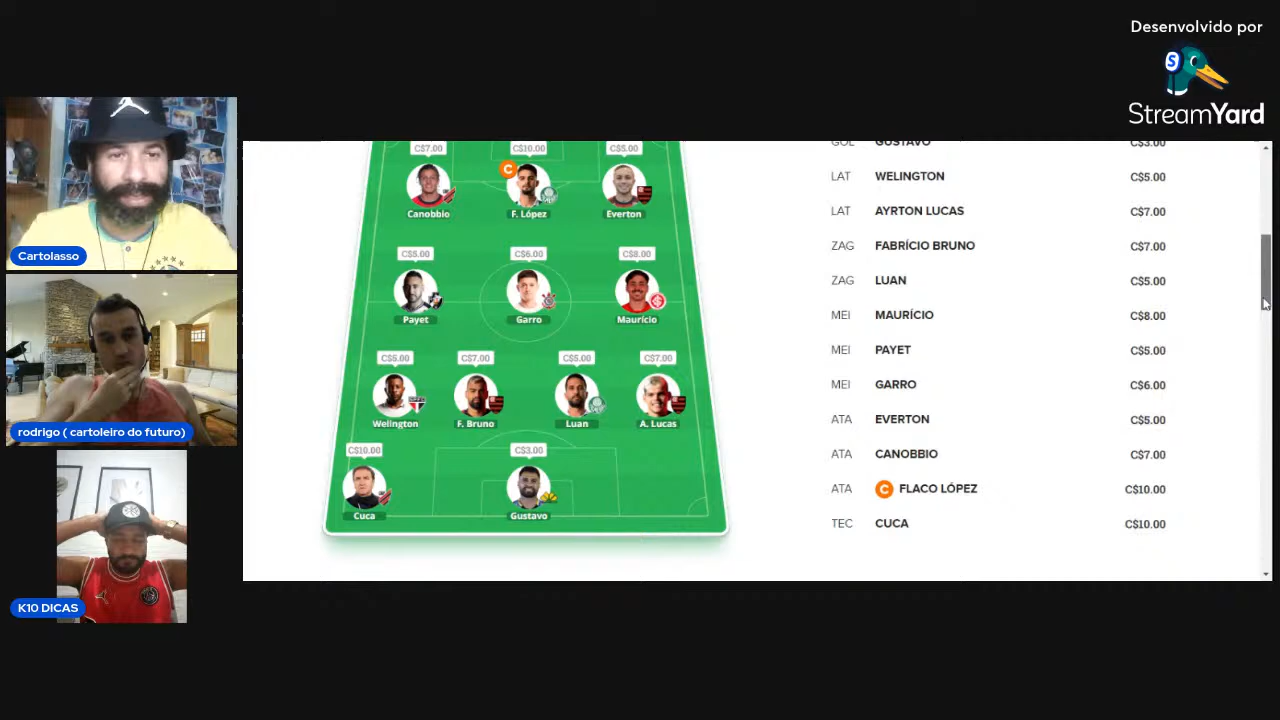 Desenvolvido por
StreamYard
Cartolasso
rodrigo ( cartoleiro do futuro)
K10 DICAS
C$7.00 C$10.00 C$5.00
C
Canobbio F. López Everton
C$5.00 C$6.00 C$8.00
Payet Garro Maurício
C$5.00 C$7.00 C$5.00 C$7.00
Welington F. Bruno Luan A. Lucas
C$10.00 C$3.00
Cuca Gustavo
GOL GUSTAVO C$3.00
LAT WELINGTON C$5.00
LAT AYRTON LUCAS C$7.00
ZAG FABRÍCIO BRUNO C$7.00
ZAG LUAN C$5.00
MEI MAURÍCIO C$8.00
MEI PAYET C$5.00
MEI GARRO C$6.00
ATA EVERTON C$5.00
ATA CANOBBIO C$7.00
ATA C FLACO LÓPEZ C$10.00
TEC CUCA C$10.00